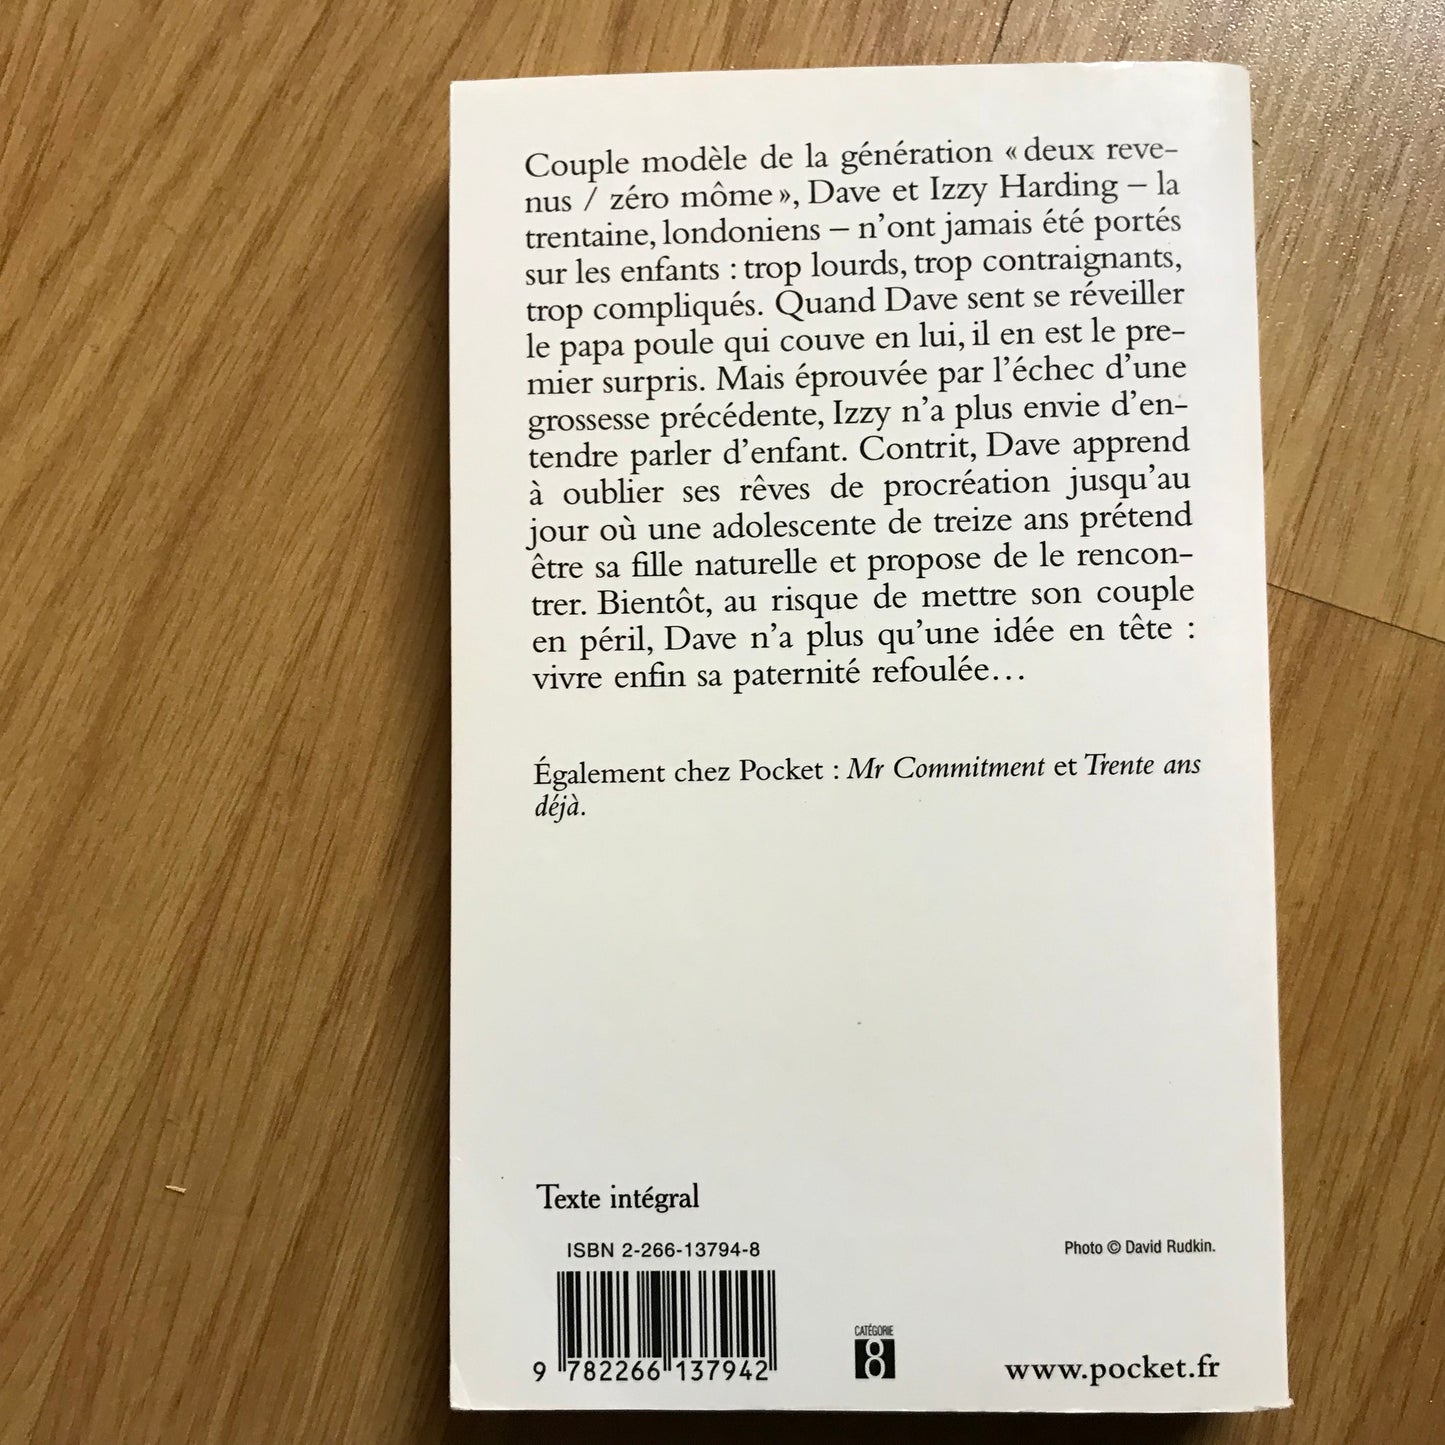 Couple modèle de la génération « deux reve-
nus / zéro môme », Dave et Izzy Harding – la
trentaine, londoniens – n'ont jamais été portés
sur les enfants : trop lourds, trop contraignants,
trop compliqués. Quand Dave sent se réveiller
le papa poule qui couve en lui, il en est le pre-
mier surpris. Mais éprouvée par l'échec d'une
grossesse précédente, Izzy n'a plus envie d'en-
tendre parler d'enfant. Contrit, Dave apprend
à oublier ses rêves de procréation jusqu'au
jour où une adolescente de treize ans prétend
être sa fille naturelle et propose de le rencon-
trer. Bientôt, au risque de mettre son couple
en péril, Dave n'a plus qu'une idée en tête :
vivre enfin sa paternité refoulée…
Également chez Pocket : Mr Commitment et Trente ans
déjà.
Texte intégral
ISBN 2-266-13794-8
Photo © David Rudkin.
9 782266 137942
CATÉGORIE
8
www.pocket.fr